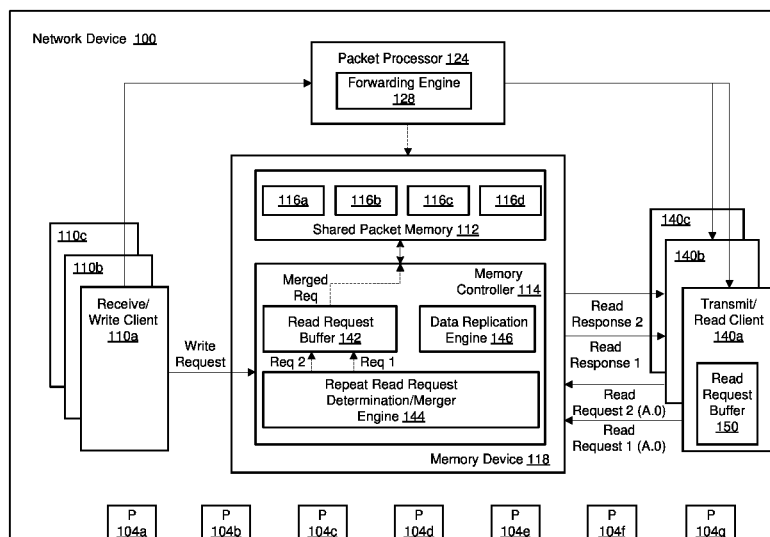 Network Device 100
Packet Processor 124
Forwarding Engine
128
116a
116b
116c
116d
Shared Packet Memory 112
110c
110b
Receive/
Write Client
110a
Write
Request
Merged
Req
Memory
Controller 114
Read Request
Buffer 142
Data Replication
Engine 146
Req 2
Req 1
Repeat Read Request
Determination/Merger
Engine 144
Memory Device 118
140c
140b
Transmit/
Read Client
140a
Read
Request
Buffer
150
Read
Response 2
Read
Response 1
Read
Request 2 (A.0)
Read
Request 1 (A.0)
P
104a
P
104b
P
104c
P
104d
P
104e
P
104f
P
104g